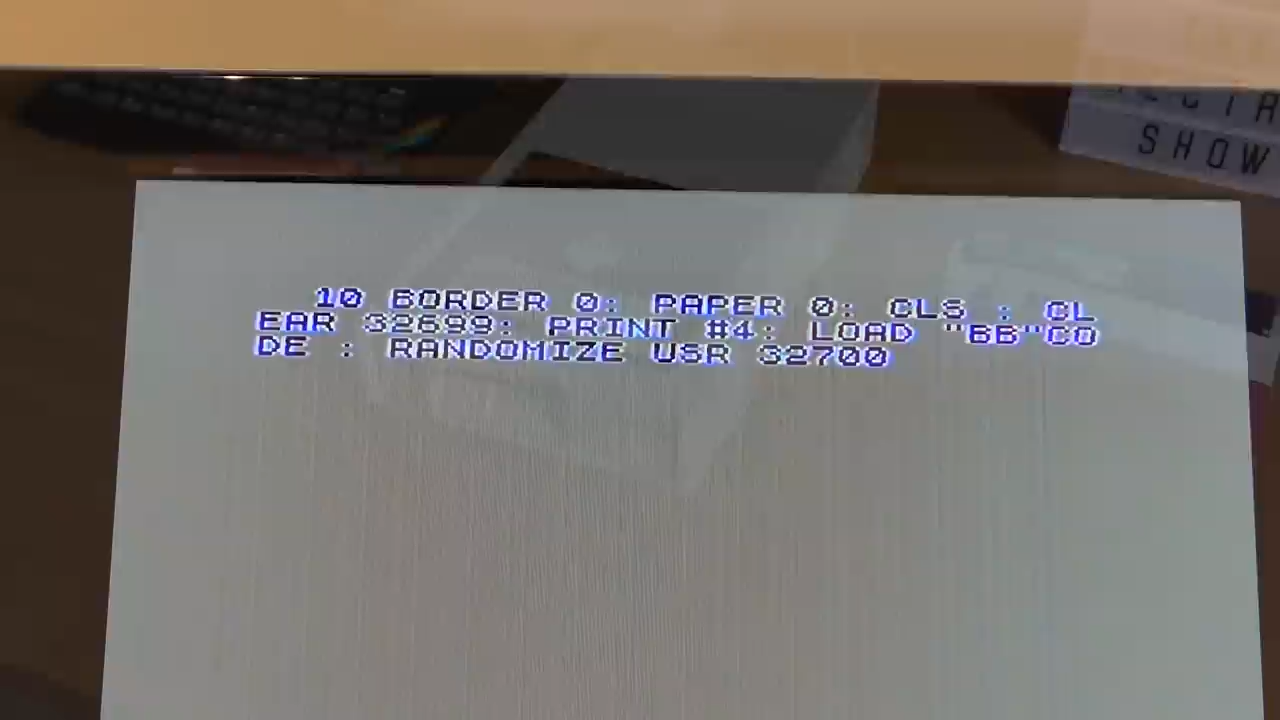 SHOW
10 BORDER 0: PAPER 0: CLS : CL
EAR 32699: PRINT #4: LOAD "BB"CO
DE : RANDOMIZE USR 32700